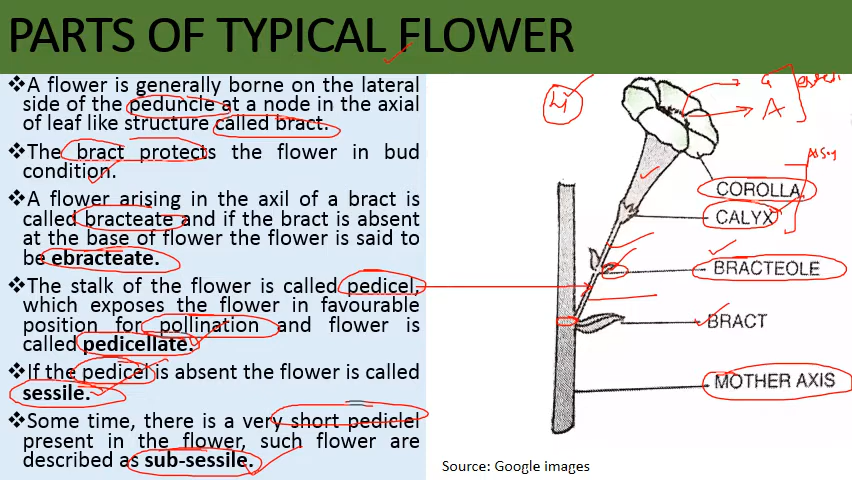 PARTS OF TYPICAL FLOWER
❖A flower is generally borne on the lateral
side of the peduncle at a node in the axial
of leaf like structure called bract.
❖The bract protects the flower in bud
condition.
❖A flower arising in the axil of a bract is
called bracteate and if the bract is absent
at the base of flower the flower is said to
be ebracteate.
❖The stalk of the flower is called pedicel,
which exposes the flower in favourable
position for pollination and flower is
called pedicellate.
❖If the pedicel is absent the flower is called
sessile.
❖Some time, there is a very short pediclel
present in the flower, such flower are
described as sub-sessile.
G
A
COROLLA
CALYX
BRACTEOLE
BRACT
MOTHER AXIS
Source: Google images